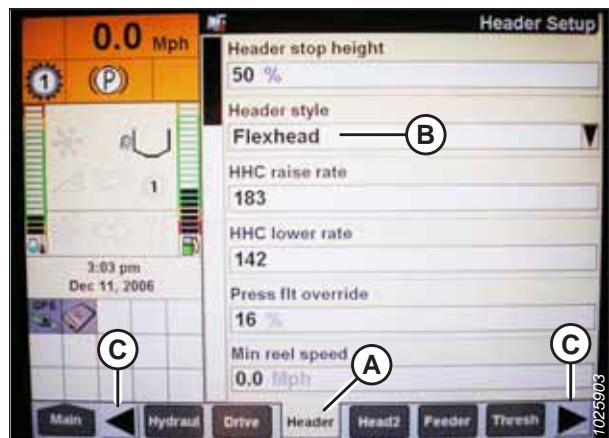 0.0 Mph
1
P
1
3:03 pm
Dec 11, 2006
GPS
Header Setup
Header stop height
50 %
Header style
Flexhead
B
HHC raise rate
183
HHC lower rate
142
Press flt override
16 %
Min reel speed
0.0 Mph
A
C
C
Main
Hydraul
Drive
Header
Head2
Feeder
Thresh
1025903